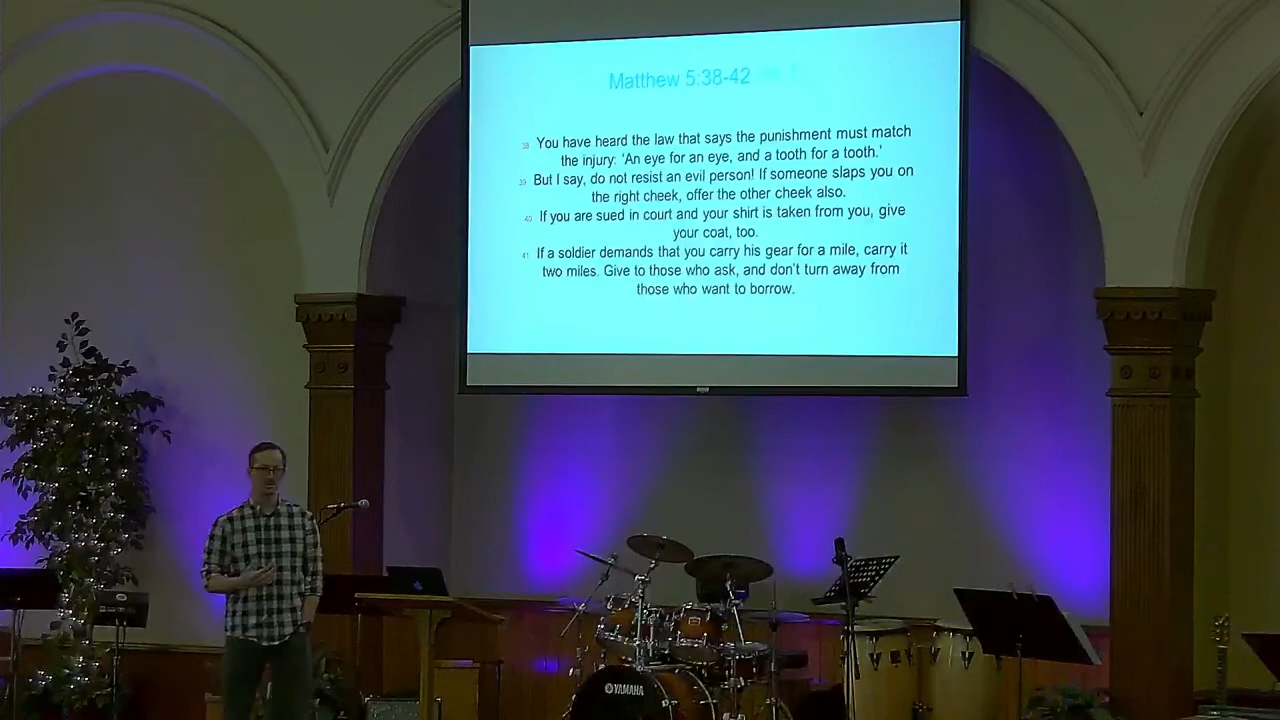 Matthew 5:38-42
38 You have heard the law that says the punishment must match
the injury: ‘An eye for an eye, and a tooth for a tooth.’
39 But I say, do not resist an evil person! If someone slaps you on
the right cheek, offer the other cheek also.
40 If you are sued in court and your shirt is taken from you, give
your coat, too.
41 If a soldier demands that you carry his gear for a mile, carry it
two miles. Give to those who ask, and don’t turn away from
those who want to borrow.
YAMAHA